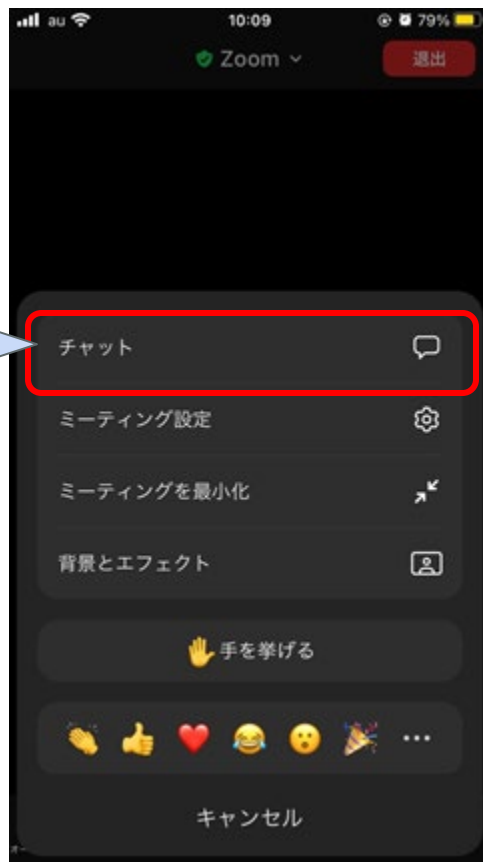 au 10:09 79%
Zoom 退出
チャット
ミーティング設定
ミーティングを最小化
背景とエフェクト
手を挙げる
キャンセル